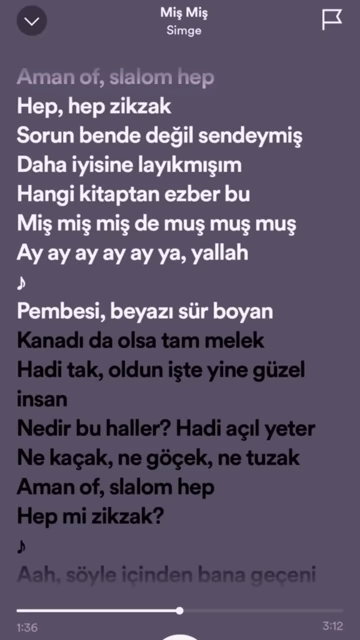 Miş Miş
Simge
Aman of, slalom hep
Hep, hep zikzak
Sorun bende değil sendeymiş
Daha iyisine layıkmışım
Hangi kitaptan ezber bu
Miş miş miş de muş muş muş
Ay ay ay ay ay ya, yallah
♪
Pembesi, beyazı sür boyan
Kanadı da olsa tam melek
Hadi tak, oldun işte yine güzel
insan
Nedir bu haller? Hadi açıl yeter
Ne kaçak, ne göçek, ne tuzak
Aman of, slalom hep
Hep mi zikzak?
♪
Aah, söyle içinden bana geçeni
1:36
3:12